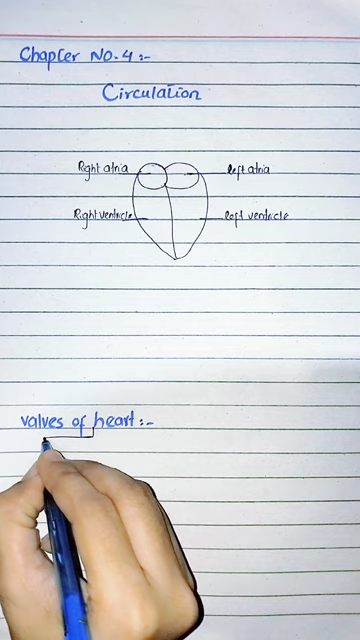 Chapter NO.4:-
Circulation
Right atria left atria
Right ventricle left ventricle
valves of heart:-